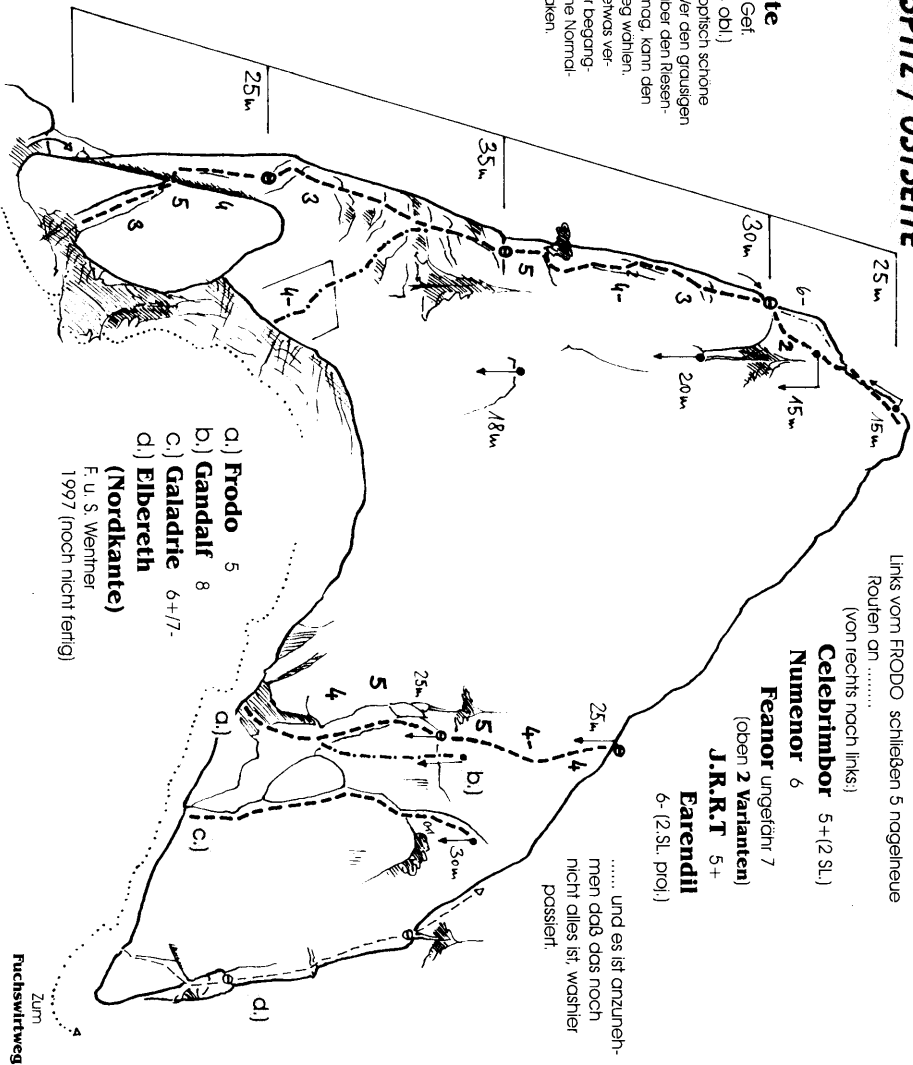 SPITZ / OSTSEITE
te
Gef.
obl.)
optisch schöne
ver den grausigen
ber den Riesen-
mag, kann den
eg wählen.
etwas ver-
r begang-
ne Normal-
aken.
25m
35m
30m
25m
3
5
4
3
4-
5
4-
3
2
6-
15m
15m
20m
18m
Links vom FRODO schließen 5 nagelneue
Routen an ........
(von rechts nach links:)
Celebrimbor 5+(2 SL.)
Numenor 6
Feanor ungefähr 7
(oben 2 Varianten)
J.R.R.T 5+
Earendil
6- (2.SL. proj.)
...... und es ist anzuneh-
men daß das noch
nicht alles ist, washier
passiert.
a.) Frodo 5
b.) Gandalf 8
c.) Galadrie 6+/7-
d.) Elbereth
(Nordkante)
F. u. S. Wentner
1997 (noch nicht fertig)
25m
4
4-
5
25m
5
4
a.)
b.)
30m
c.)
d.)
Zum
Fuchswirtweg